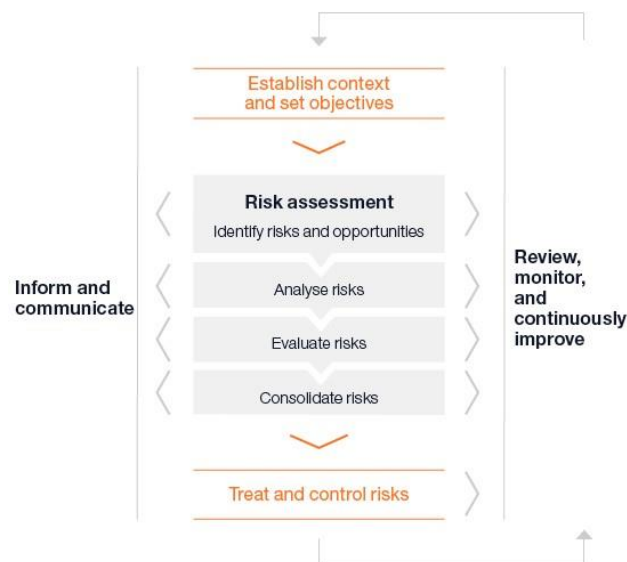 Establish context
and set objectives
Risk assessment
Identify risks and opportunities
Analyse risks
Evaluate risks
Consolidate risks
Treat and control risks
Inform and
communicate
Review,
monitor,
and
continuously
improve